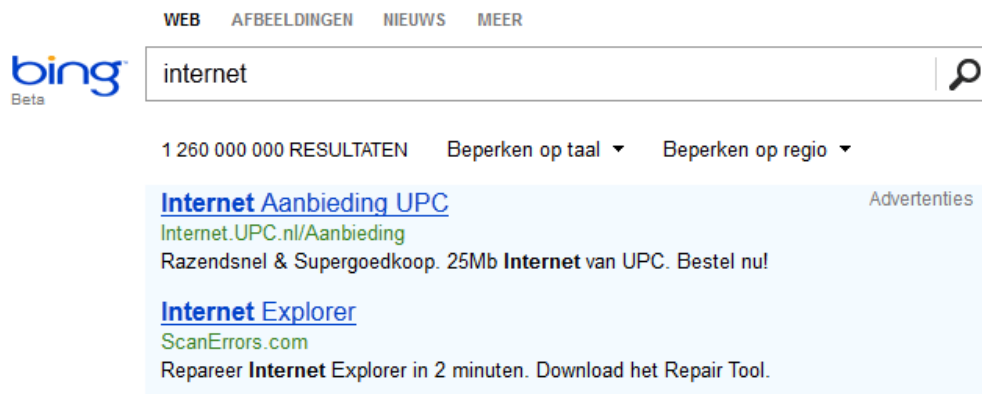 WEB AFBEELDINGEN NIEUWS MEER
bing
Beta
internet
1 260 000 000 RESULTATEN Beperken op taal Beperken op regio
Internet Aanbieding UPC Advertenties
Internet.UPC.nl/Aanbieding
Razendsnel & Supergoedkoop. 25Mb Internet van UPC. Bestel nu!
Internet Explorer
ScanErrors.com
Repareer Internet Explorer in 2 minuten. Download het Repair Tool.